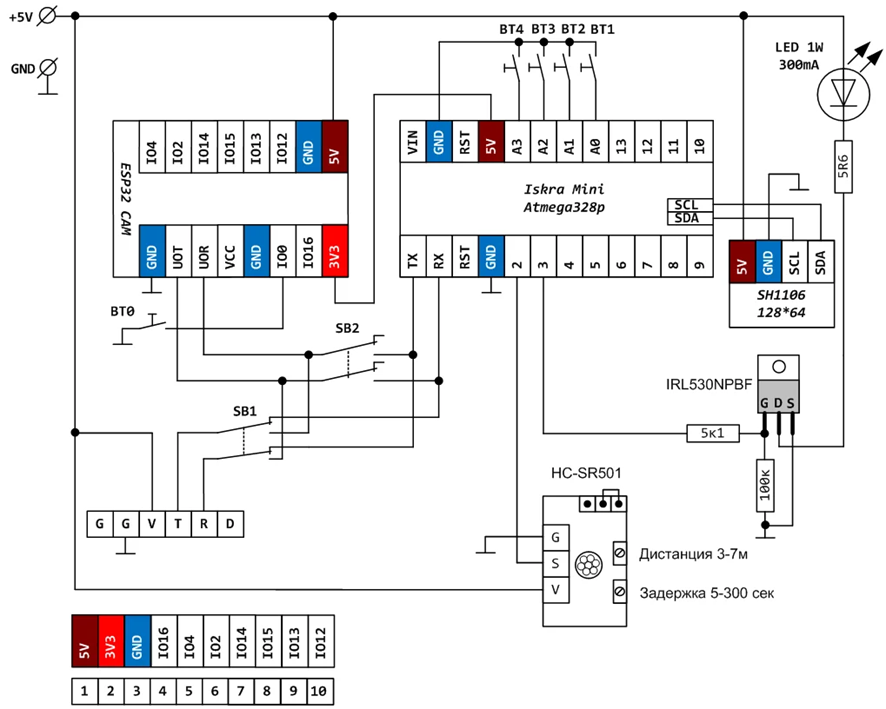 +5V
GND
BT4 BT3 BT2 BT1
LED 1W
300mA
5R6
IO4 IO2 IO14 IO15 IO13 IO12 GND 5V
ESP32 CAM
GND UOT UOR VCC GND IO0 IO16 3V3
VIN GND RST 5V A3 A2 A1 A0 13 12 11 10
Iskra Mini
Atmega328p
SCL
SDA
TX RX RST GND 2 3 4 5 6 7 8 9
5V GND SCL SDA
SH1106
128*64
BT0
SB2
SB1
IRL530NPBF
G D S
5к1
100к
G G V T R D
HC-SR501
G
S
V
Дистанция 3-7м
Задержка 5-300 сек
5V 3V3 GND IO16 IO4 IO2 IO14 IO15 IO13 IO12
1 2 3 4 5 6 7 8 9 10